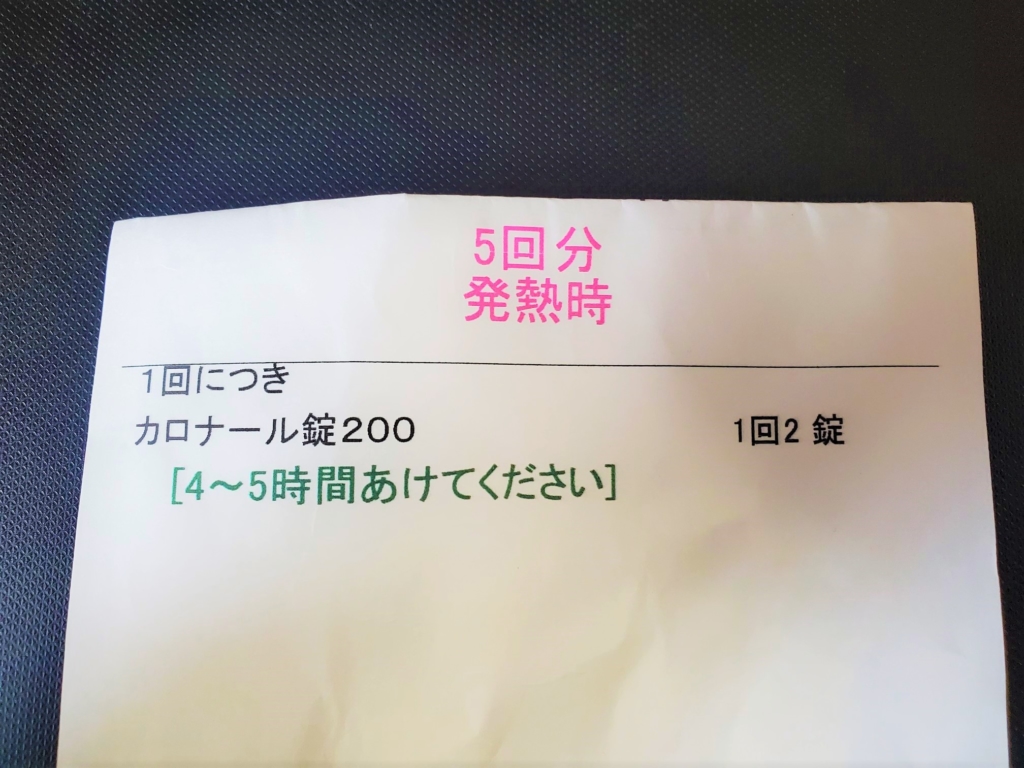 5回分
発熱時
1回につき
カロナール錠200 1回2錠
[4～5時間あけてください]